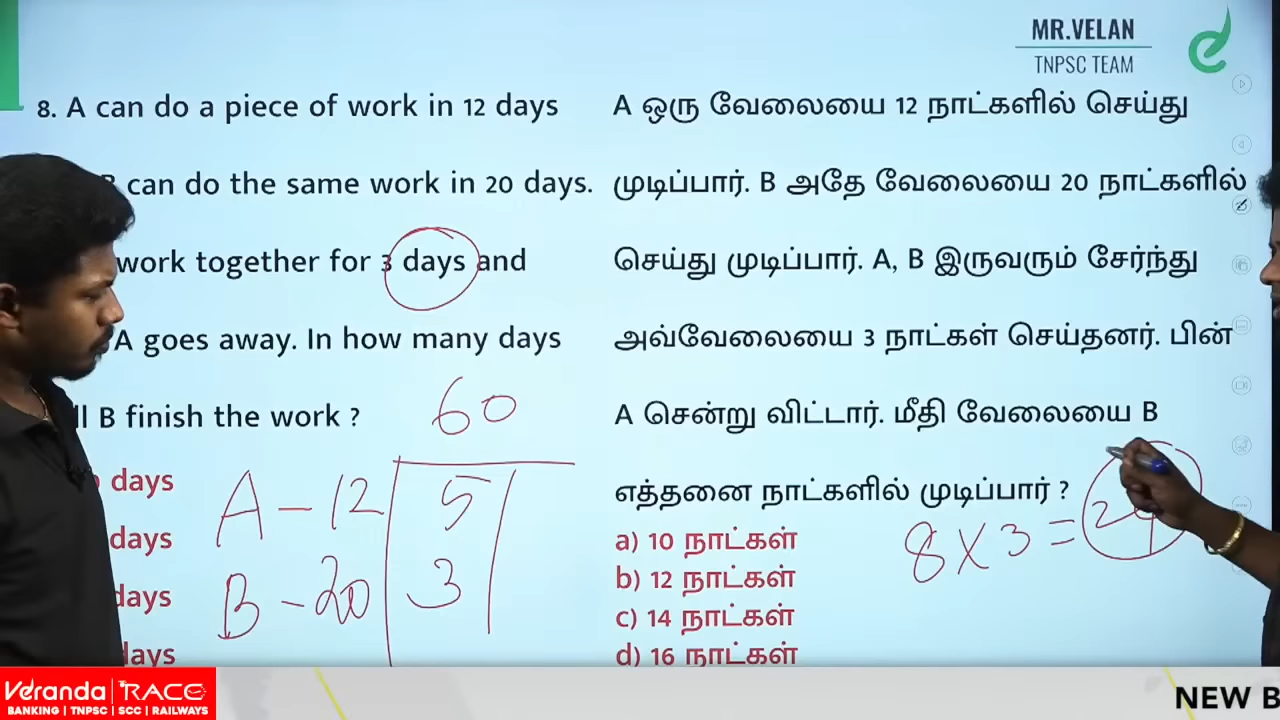 MR.VELAN
TNPSC TEAM
8. A can do a piece of work in 12 days
B can do the same work in 20 days.
work together for 3 days and
A goes away. In how many days
ll B finish the work ?
days
days
days
days
A ஒரு வேலையை 12 நாட்களில் செய்து
முடிப்பார். B அதே வேலையை 20 நாட்களில்
செய்து முடிப்பார். A, B இருவரும் சேர்ந்து
அவ்வேலையை 3 நாட்கள் செய்தனர். பின்
A சென்று விட்டார். மீதி வேலையை B
எத்தனை நாட்களில் முடிப்பார் ?
a) 10 நாட்கள்
b) 12 நாட்கள்
c) 14 நாட்கள்
d) 16 நாட்கள்
60
A - 12 5
B - 20 3
8 x 3 = 24
Veranda RACE
BANKING | TNPSC | SCC | RAILWAYS
NEW B